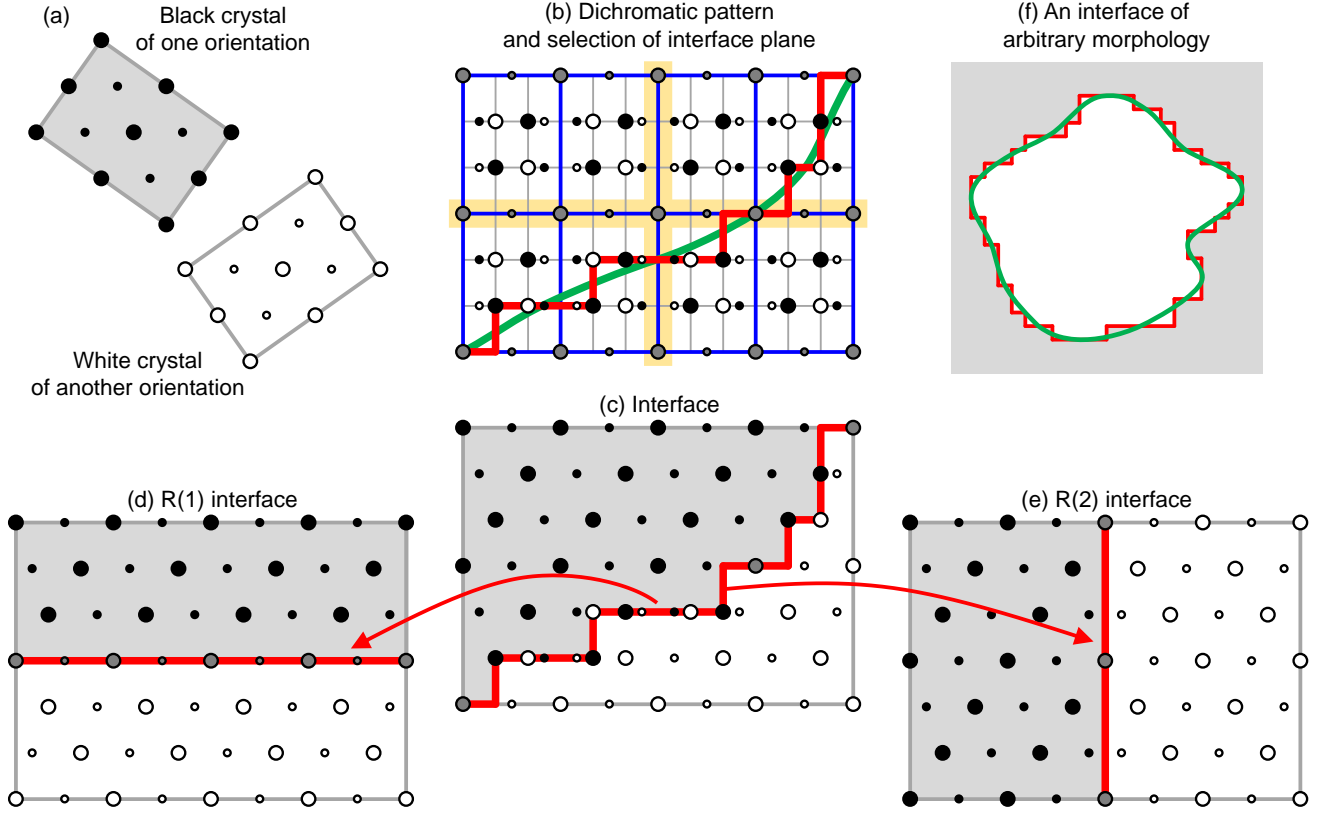 (a)
Black crystal
of one orientation
White crystal
of another orientation
(b) Dichromatic pattern
and selection of interface plane
(f) An interface of
arbitrary morphology
(c) Interface
(d) R(1) interface
(e) R(2) interface